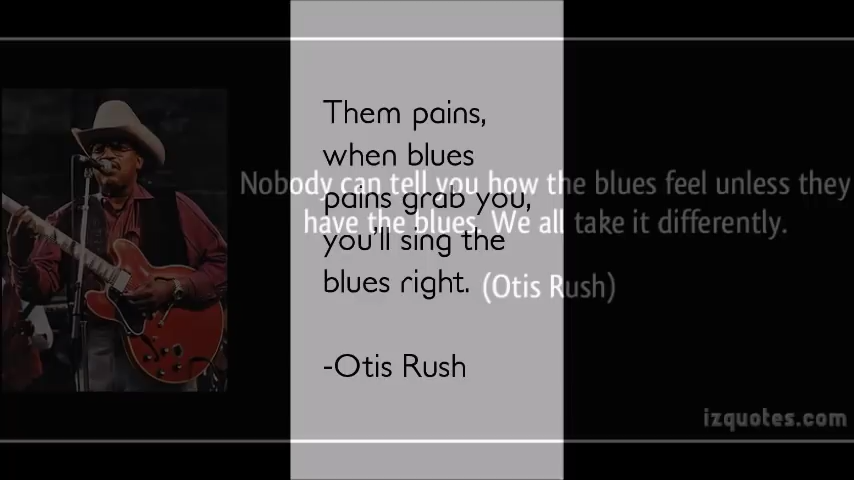 Them pains,
when blues
pains grab you,
you'll sing the
blues right.
-Otis Rush
Nobody can tell you how the blues feel unless they
have the blues. We all take it differently.
(Otis Rush)
izquotes.com